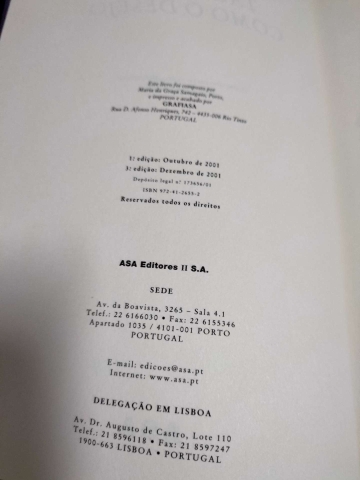 Este livro foi composto por
Maria da Graça Samagaio, Porto,
e impresso e acabado por
GRAFIASA
Rua D. Afonso Henriques, 742 – 4435-006 Rio Tinto
PORTUGAL
1.ª edição: Outubro de 2001
3.ª edição: Dezembro de 2001
Depósito legal n.º 173656/01
ISBN 972-41-2655-2
Reservados todos os direitos
ASA Editores II S.A.
SEDE
Av. da Boavista, 3265 – Sala 4.1
Telef.: 22 6166030 • Fax: 22 6155346
Apartado 1035 / 4101-001 PORTO
PORTUGAL
E-mail: edicoes@asa.pt
Internet: www.asa.pt
DELEGAÇÃO EM LISBOA
Av. Dr. Augusto de Castro, Lote 110
Telef.: 21 8596118 • Fax: 21 8597247
1900-663 LISBOA • PORTUGAL